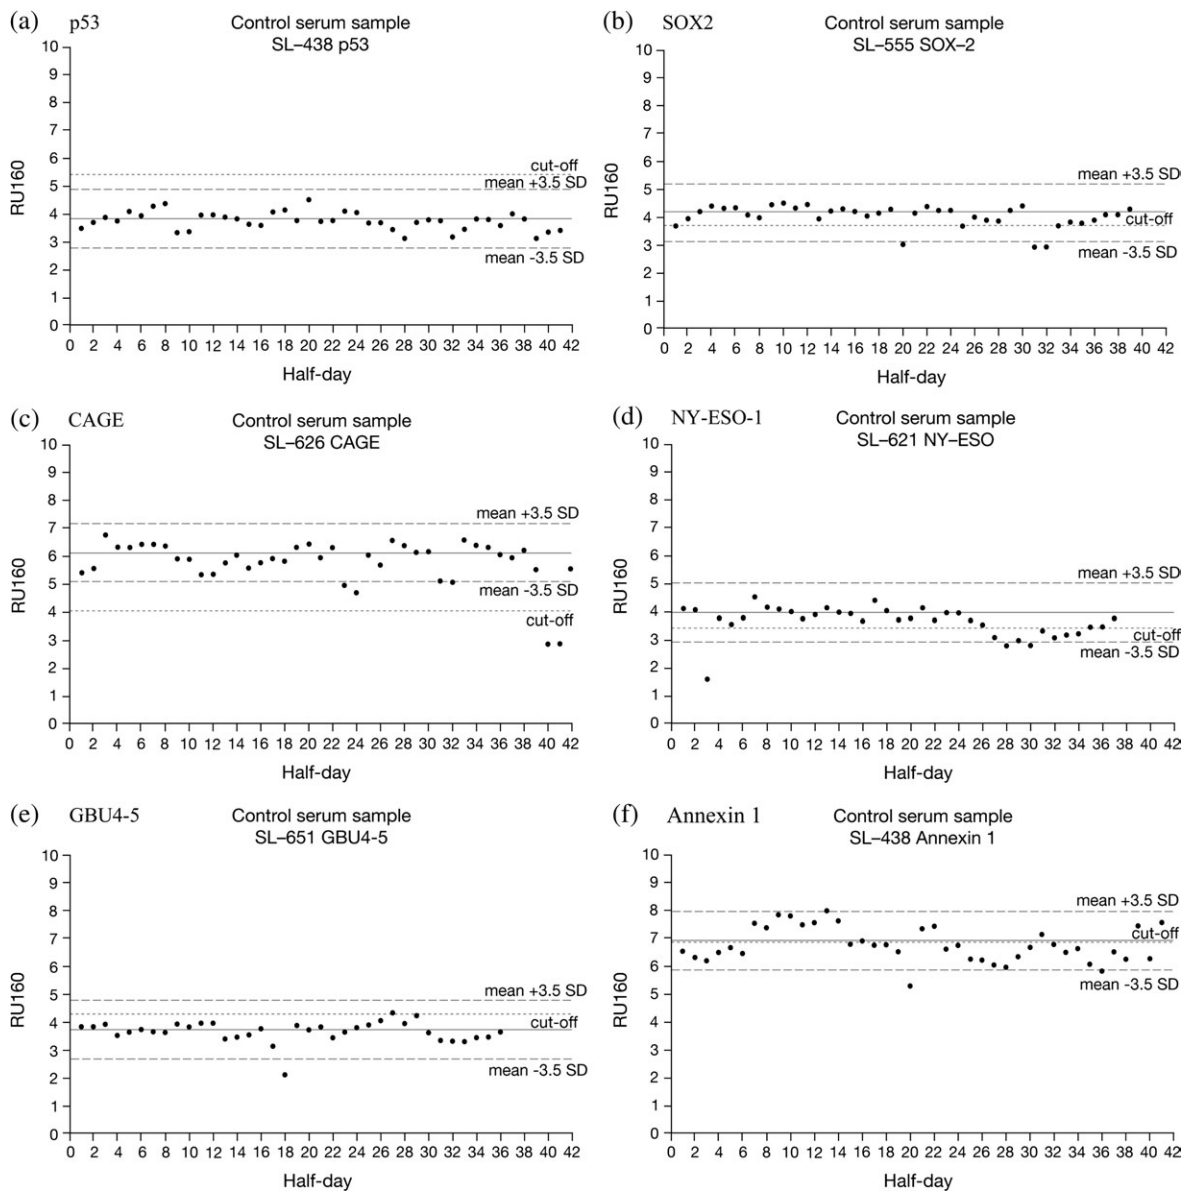 (a) p53 Control serum sample
SL–438 p53
10
9
8
7
6
5
4
3
2
1
0
RU160
cut-off
mean +3.5 SD
mean -3.5 SD
0 2 4 6 8 10 12 14 16 18 20 22 24 26 28 30 32 34 36 38 40 42
Half-day
(b) SOX2 Control serum sample
SL–555 SOX–2
10
9
8
7
6
5
4
3
2
1
0
RU160
mean +3.5 SD
cut-off
mean -3.5 SD
0 2 4 6 8 10 12 14 16 18 20 22 24 26 28 30 32 34 36 38 40 42
Half-day
(c) CAGE Control serum sample
SL–626 CAGE
10
9
8
7
6
5
4
3
2
1
0
RU160
mean +3.5 SD
mean -3.5 SD
cut-off
0 2 4 6 8 10 12 14 16 18 20 22 24 26 28 30 32 34 36 38 40 42
Half-day
(d) NY-ESO-1 Control serum sample
SL–621 NY–ESO
10
9
8
7
6
5
4
3
2
1
0
RU160
mean +3.5 SD
cut-off
mean -3.5 SD
0 2 4 6 8 10 12 14 16 18 20 22 24 26 28 30 32 34 36 38 40 42
Half-day
(e) GBU4-5 Control serum sample
SL–651 GBU4-5
10
9
8
7
6
5
4
3
2
1
0
RU160
mean +3.5 SD
cut-off
mean -3.5 SD
0 2 4 6 8 10 12 14 16 18 20 22 24 26 28 30 32 34 36 38 40 42
Half-day
(f) Annexin 1 Control serum sample
SL–438 Annexin 1
10
9
8
7
6
5
4
3
2
1
0
RU160
mean +3.5 SD
cut-off
mean -3.5 SD
0 2 4 6 8 10 12 14 16 18 20 22 24 26 28 30 32 34 36 38 40 42
Half-day